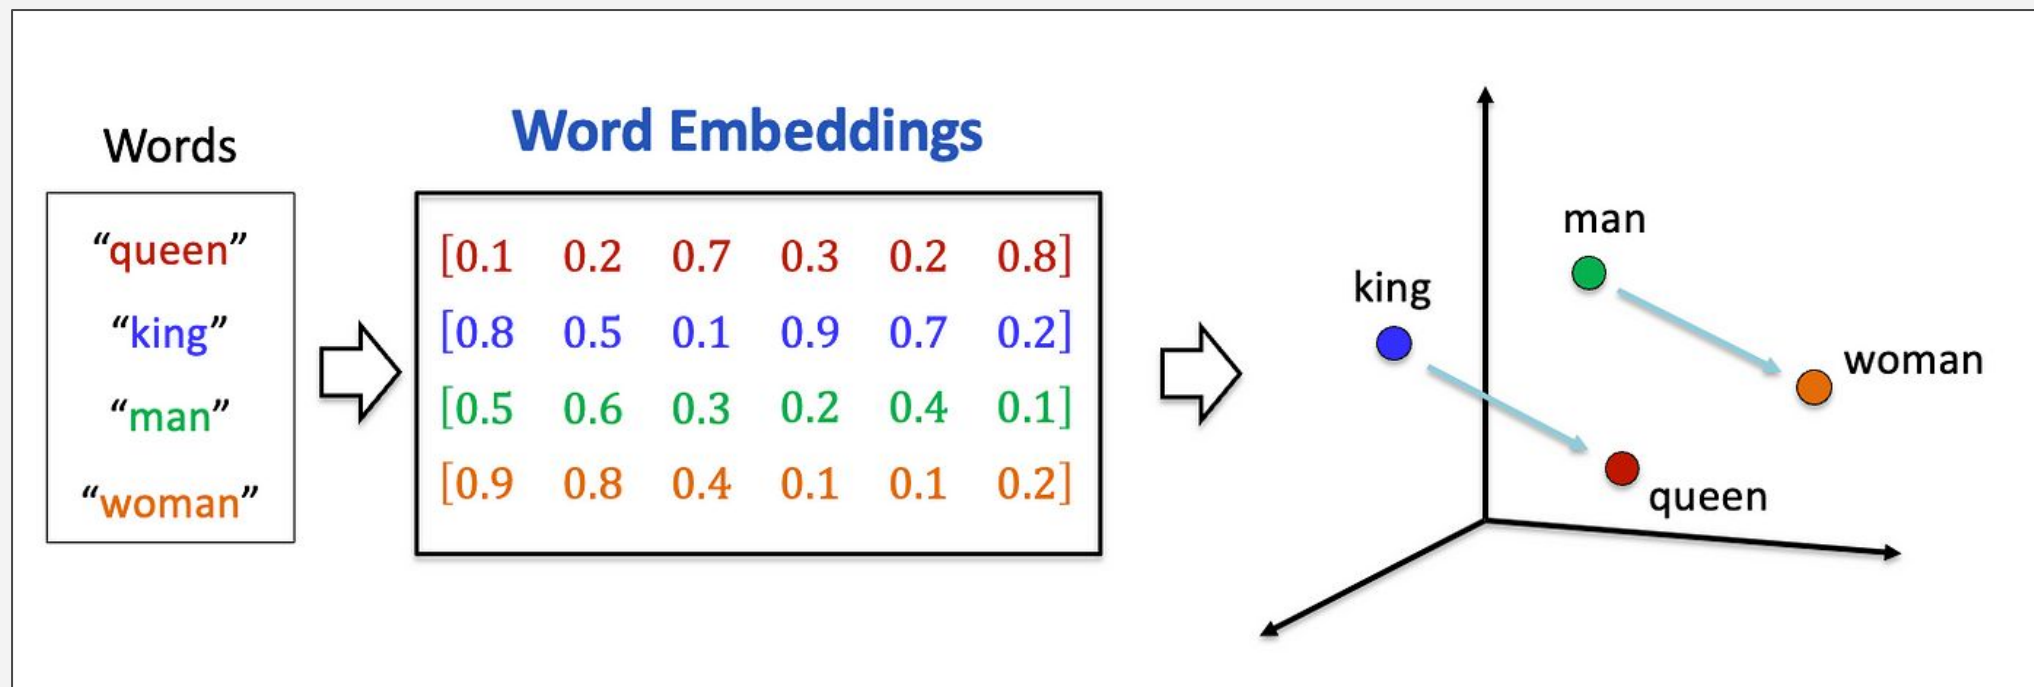 Words
“queen”
“king”
“man”
“woman”
Word Embeddings
[0.1 0.2 0.7 0.3 0.2 0.8]
[0.8 0.5 0.1 0.9 0.7 0.2]
[0.5 0.6 0.3 0.2 0.4 0.1]
[0.9 0.8 0.4 0.1 0.1 0.2]
man
king
woman
queen